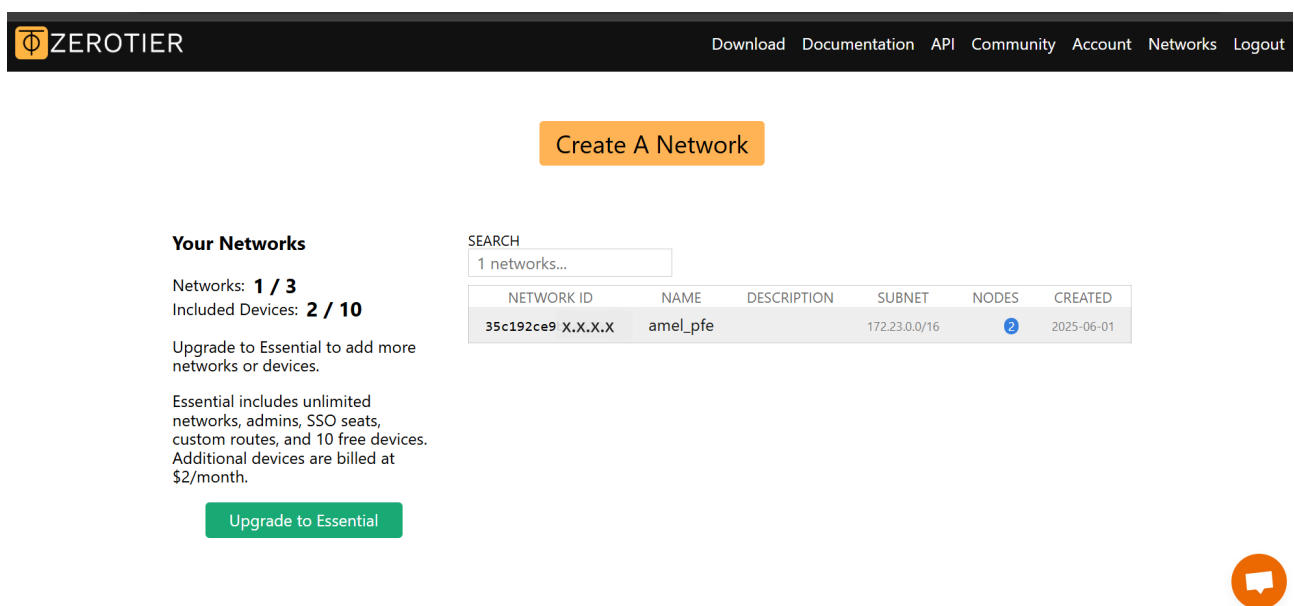 ZEROTIER
Download Documentation API Community Account Networks Logout
Create A Network
Your Networks
Networks: 1 / 3
Included Devices: 2 / 10
Upgrade to Essential to add more
networks or devices.
Essential includes unlimited
networks, admins, SSO seats,
custom routes, and 10 free devices.
Additional devices are billed at
$2/month.
Upgrade to Essential
SEARCH
1 networks...
NETWORK ID NAME DESCRIPTION SUBNET NODES CREATED
35c192ce9 X.X.X.X amel_pfe 172.23.0.0/16 2 2025-06-01